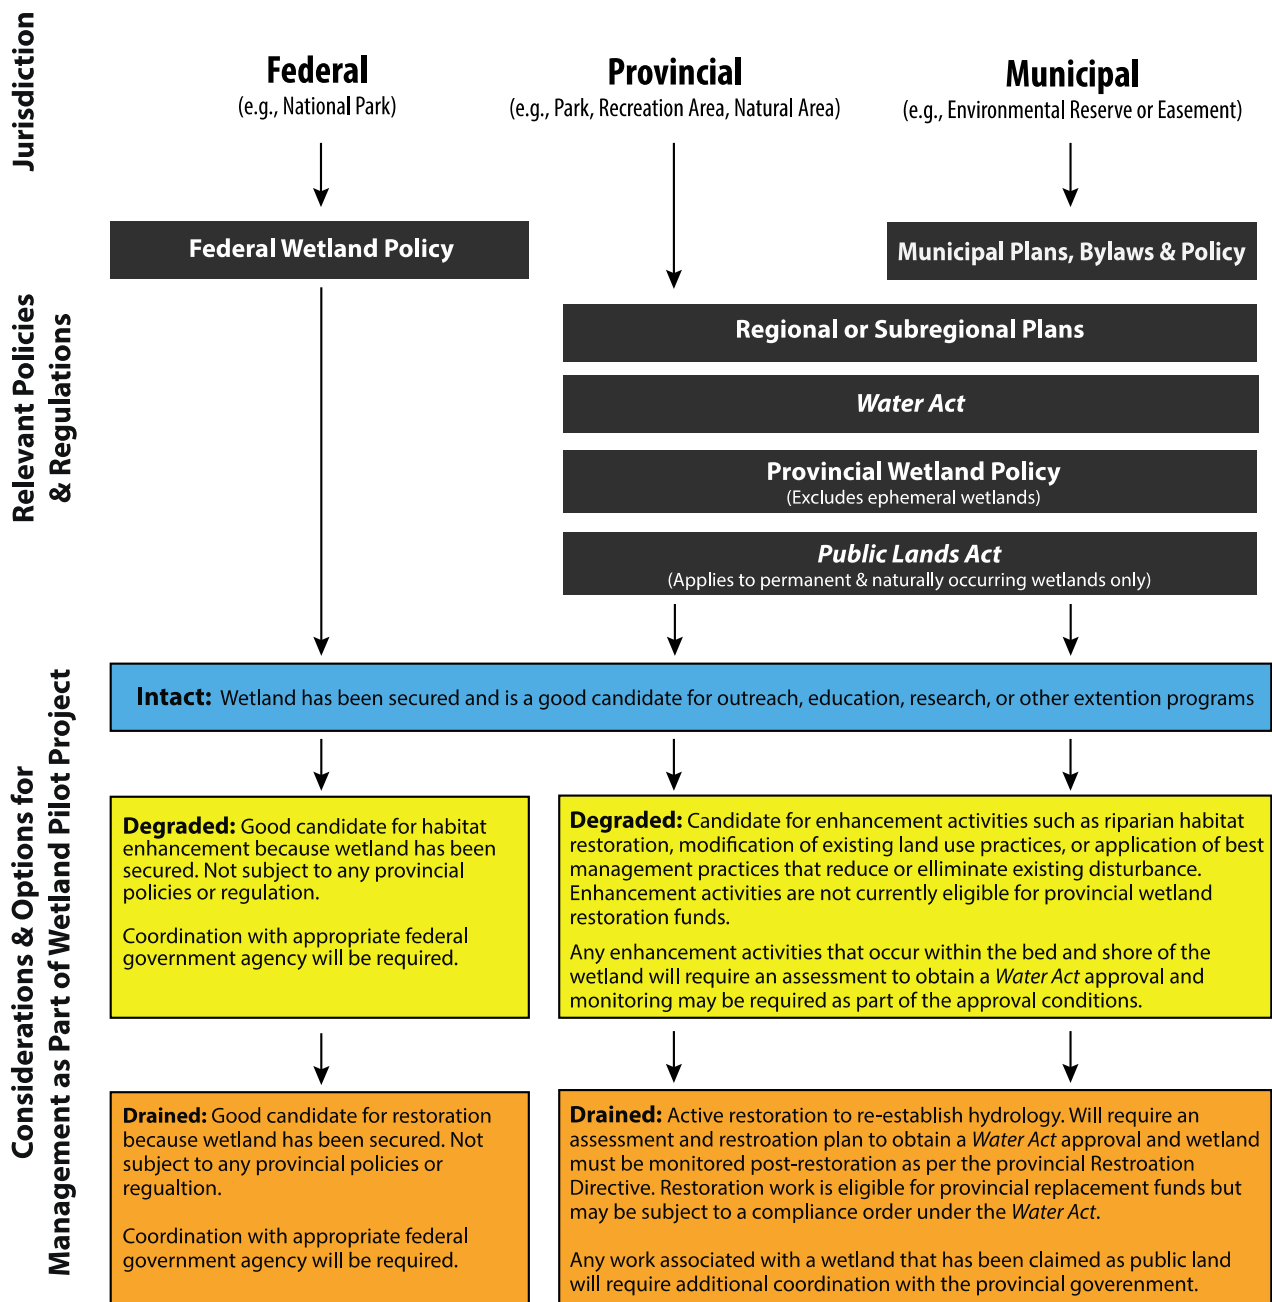 Jurisdiction
Federal
(e.g., National Park)
Provincial
(e.g., Park, Recreation Area, Natural Area)
Municipal
(e.g., Environmental Reserve or Easement)
Relevant Policies
& Regulations
Federal Wetland Policy
Municipal Plans, Bylaws & Policy
Regional or Subregional Plans
Water Act
Provincial Wetland Policy
(Excludes ephemeral wetlands)
Public Lands Act
(Applies to permanent & naturally occurring wetlands only)
Considerations & Options for
Management as Part of Wetland Pilot Project
Intact: Wetland has been secured and is a good candidate for outreach, education, research, or other extention programs
Degraded: Good candidate for habitat
enhancement because wetland has been
secured. Not subject to any provincial
policies or regulation.
Coordination with appropriate federal
government agency will be required.
Degraded: Candidate for enhancement activities such as riparian habitat
restoration, modification of existing land use practices, or application of best
management practices that reduce or elliminate existing disturbance.
Enhancement activities are not currently eligible for provincial wetland
restoration funds.
Any enhancement activities that occur within the bed and shore of the
wetland will require an assessment to obtain a Water Act approval and
monitoring may be required as part of the approval conditions.
Drained: Good candidate for restoration
because wetland has been secured. Not
subject to any provincial policies or
regualtion.
Coordination with appropriate federal
government agency will be required.
Drained: Active restoration to re-establish hydrology. Will require an
assessment and restroation plan to obtain a Water Act approval and wetland
must be monitored post-restoration as per the provincial Restroation
Directive. Restoration work is eligible for provincial replacement funds but
may be subject to a compliance order under the Water Act.
Any work associated with a wetland that has been claimed as public land
will require additional coordination with the provincial goverenment.